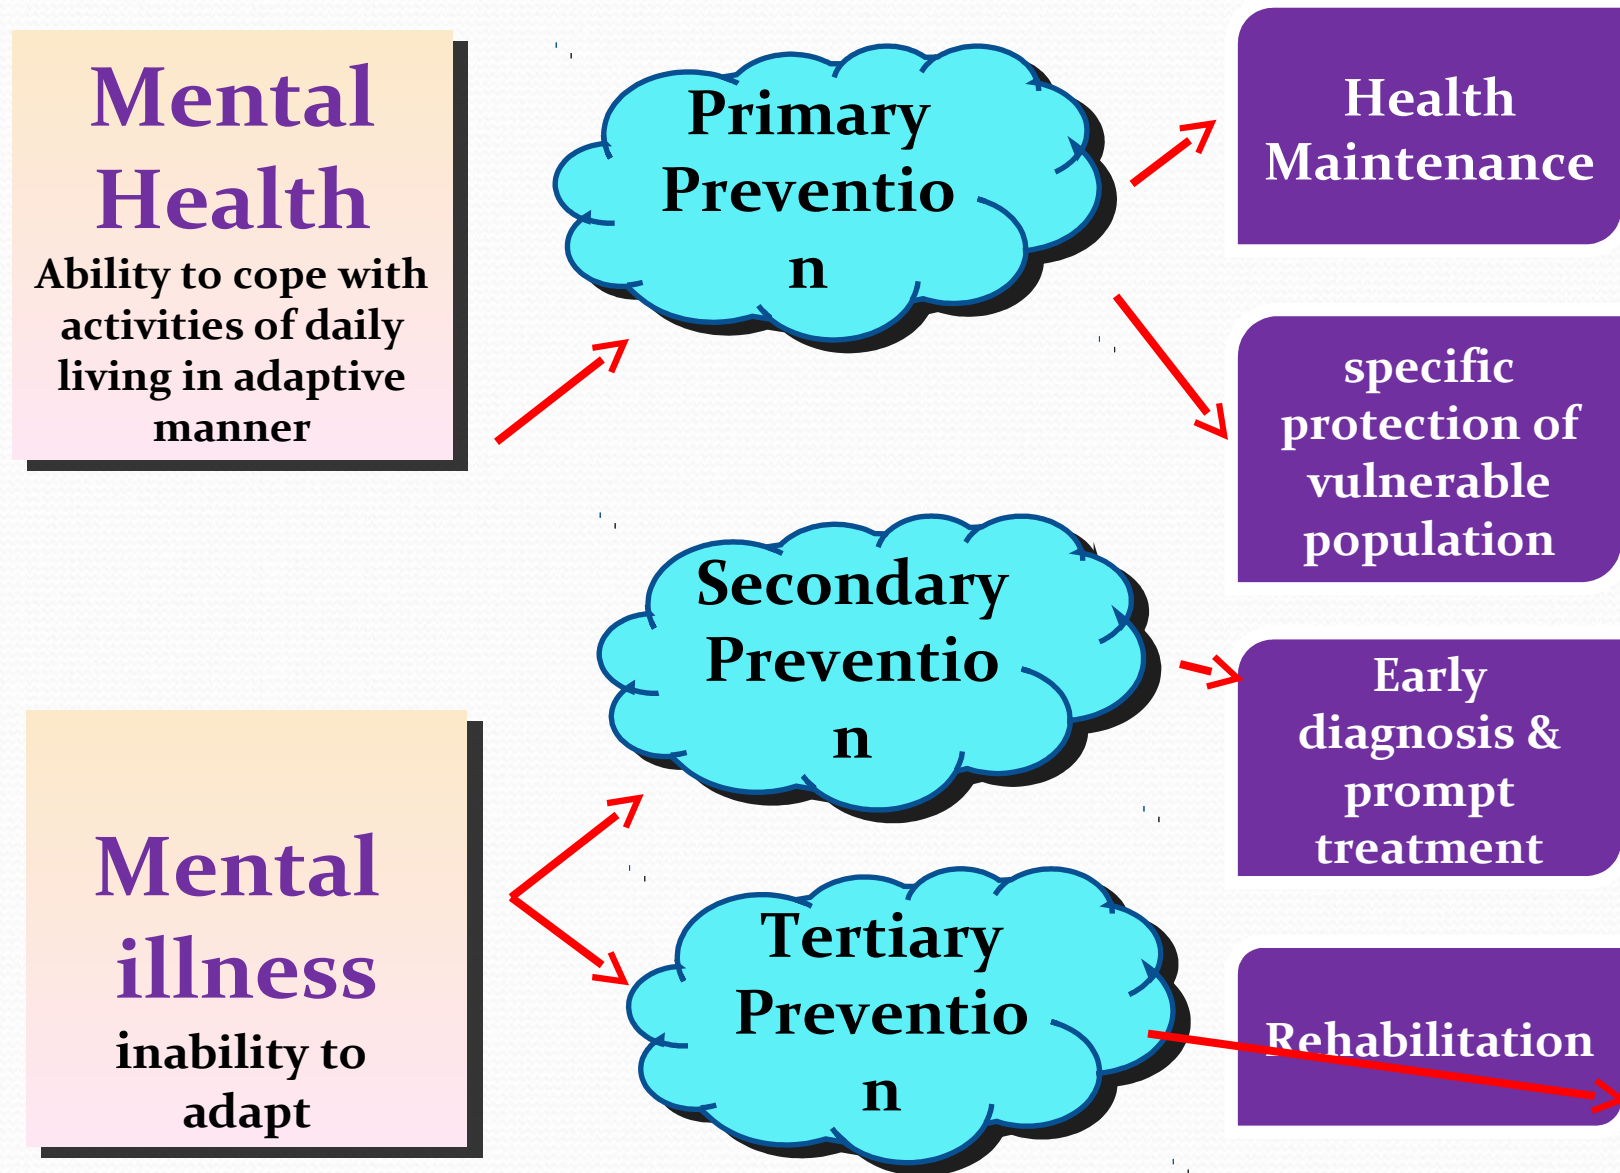 Mental
Health
Ability to cope with
activities of daily
living in adaptive
manner
Primary
Preventio
n
Health
Maintenance
specific
protection of
vulnerable
population
Secondary
Preventio
n
Early
diagnosis &
prompt
treatment
Mental
illness
inability to
adapt
Tertiary
Preventio
n
Rehabilitation